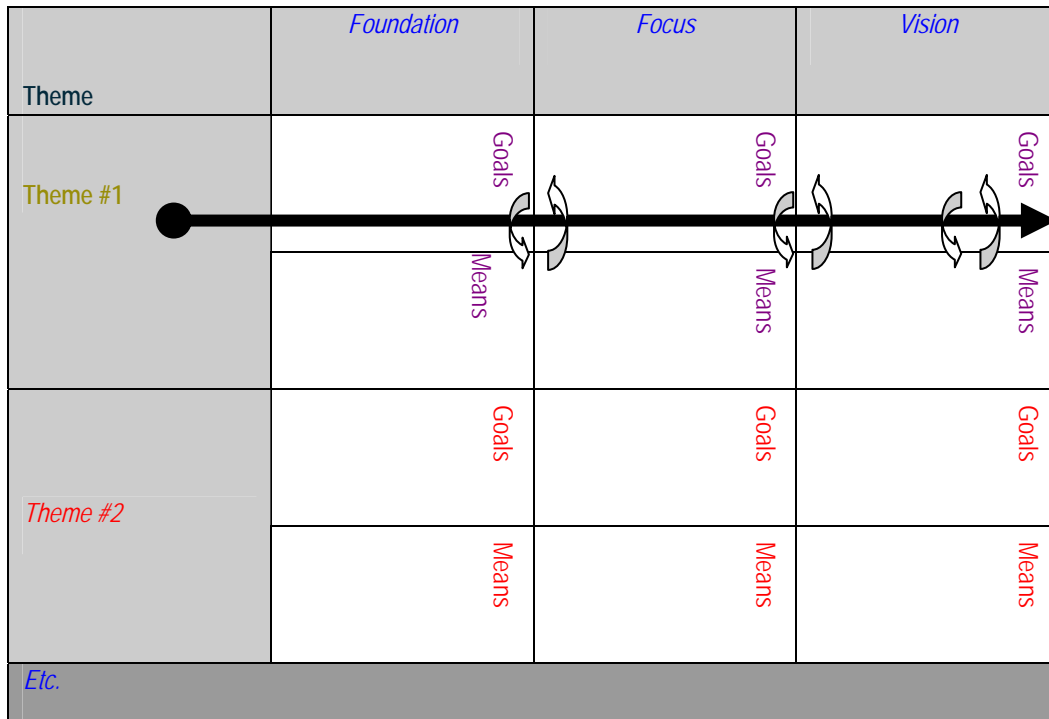 Foundation
Focus
Vision
Theme
Theme #1
Goals
Goals
Goals
Means
Means
Means
Theme #2
Goals
Goals
Goals
Means
Means
Means
Etc.